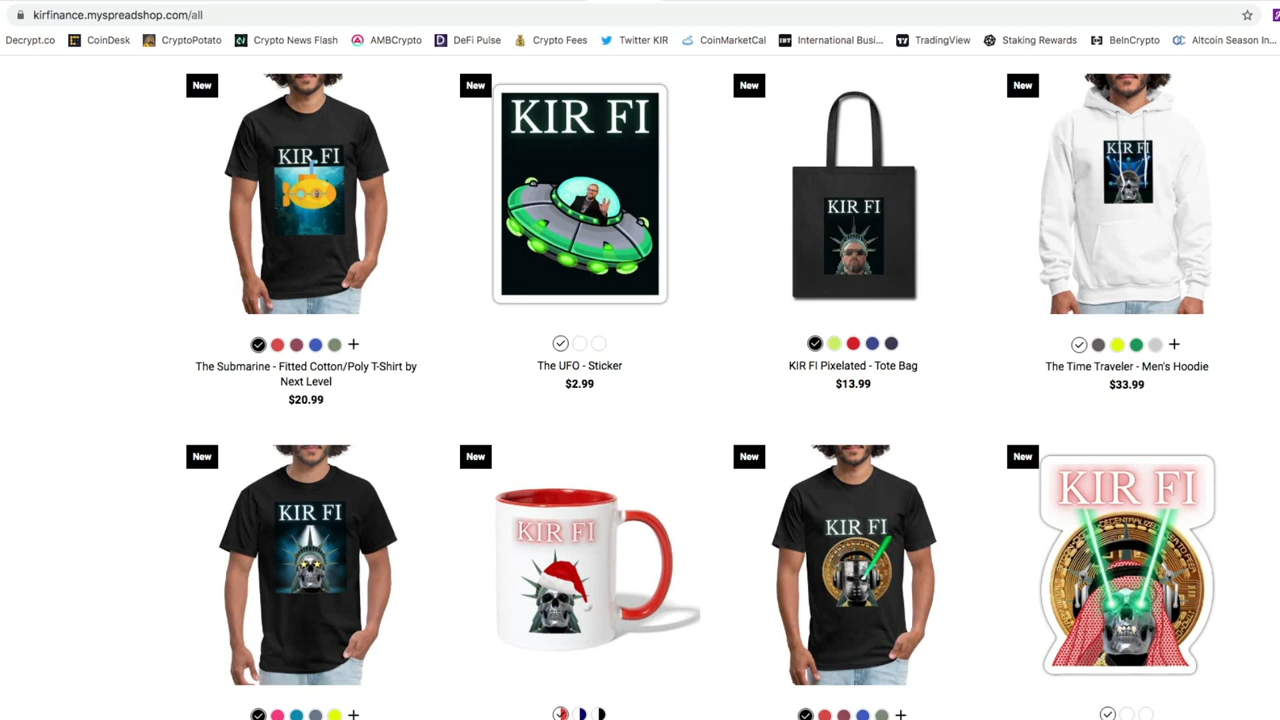 kirfinance.myspreadshop.com/all
Decrypt.co CoinDesk CryptoPotato Crypto News Flash AMBCrypto DeFi Pulse Crypto Fees Twitter KIR CoinMarketCal International Busi... TradingView Staking Rewards BeInCrypto Altcoin Season In...
New New New New
KIR FI KIR FI KIR FI KIR FI
The Submarine - Fitted Cotton/Poly T-Shirt by
Next Level
$20.99
The UFO - Sticker
$2.99
KIR FI Pixelated - Tote Bag
$13.99
The Time Traveler - Men's Hoodie
$33.99
New New New New
KIR FI KIR FI KIR FI KIR FI